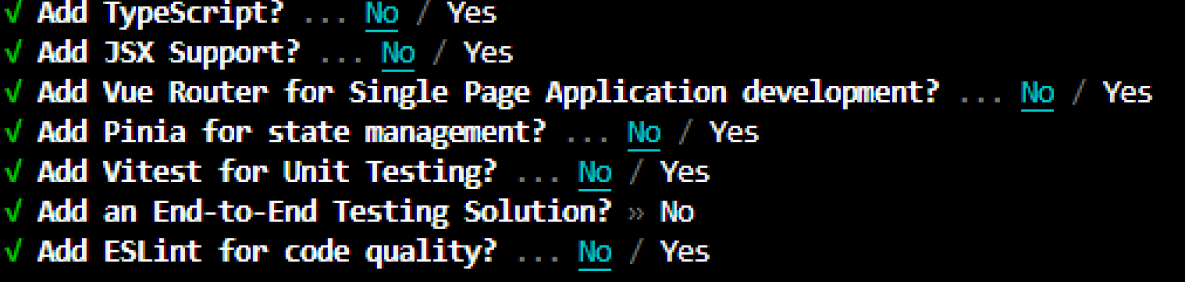 √ Add TypeScript? ... No / Yes
√ Add JSX Support? ... No / Yes
√ Add Vue Router for Single Page Application development? ... No / Yes
√ Add Pinia for state management? ... No / Yes
√ Add Vitest for Unit Testing? ... No / Yes
√ Add an End-to-End Testing Solution? » No
√ Add ESLint for code quality? ... No / Yes